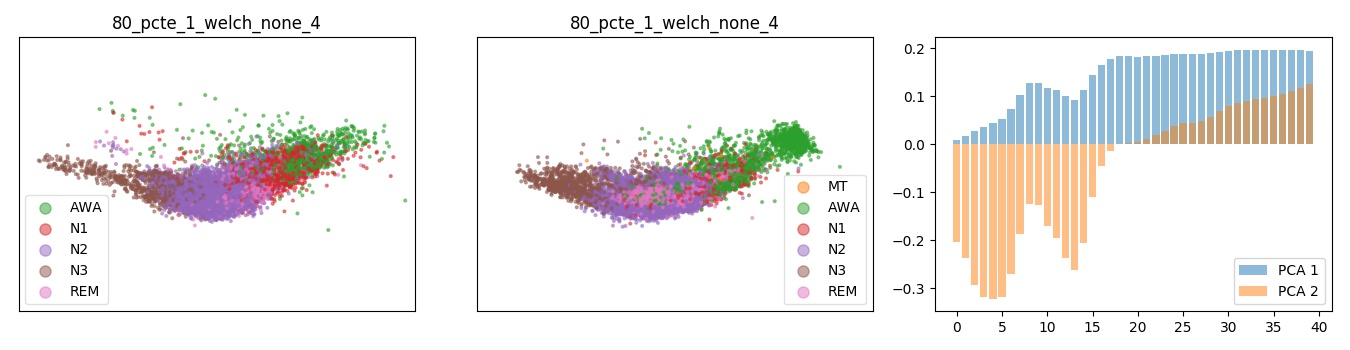 80_pcte_1_welch_none_4
AWA
N1
N2
N3
REM
80_pcte_1_welch_none_4
MT
AWA
N1
N2
N3
REM
0.2
0.1
0.0
−0.1
−0.2
−0.3
PCA 1
PCA 2
0 5 10 15 20 25 30 35 40